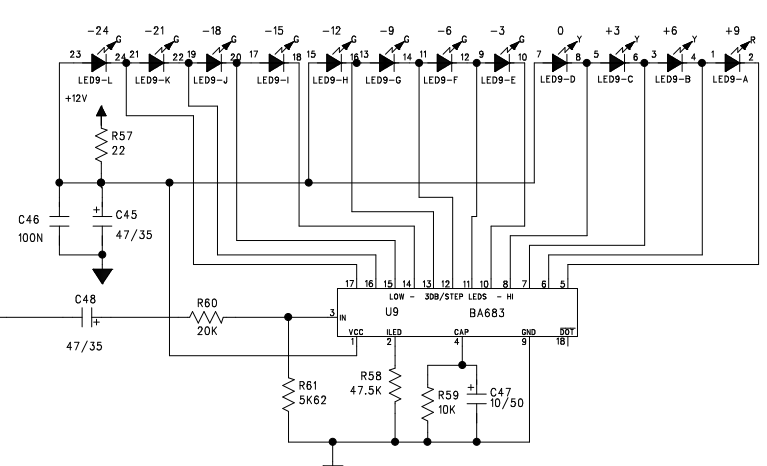 -24 -21 -18 -15 -12 -9 -6 -3 0 +3 +6 +9
G G G G G G G G Y Y Y R
23 24 21 22 19 20 17 18 15 16 13 14 11 12 9 10 7 8 5 6 3 4 1 2
LED9-L LED9-K LED9-J LED9-I LED9-H LED9-G LED9-F LED9-E LED9-D LED9-C LED9-B LED9-A
+12V
R57
22
C46
100N
+
C45
47/35
17 16 15 14 13 12 11 10 8 7 6 5
LOW - 3DB/STEP LEDS - HI
C48
+
47/35
R60
20K
3 IN
U9
BA683
VCC ILED CAP GND DOT
1 2 4 9 18
R61
5K62
R58
47.5K
R59
10K
+
C47
10/50